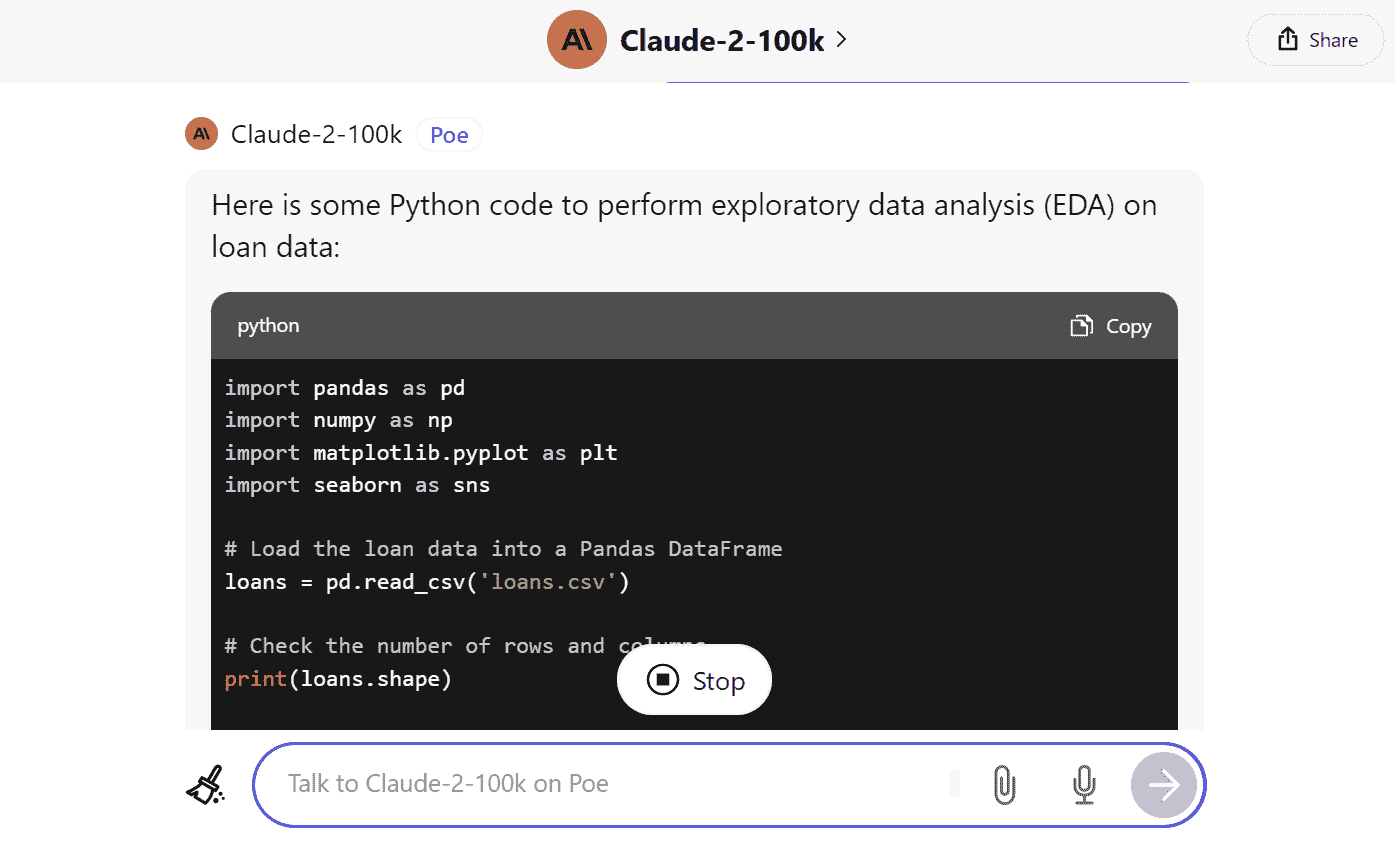 Claude-2-100k
Share
Claude-2-100k Poe
Here is some Python code to perform exploratory data analysis (EDA) on
loan data:
python
Copy
import pandas as pd
import numpy as np
import matplotlib.pyplot as plt
import seaborn as sns
# Load the loan data into a Pandas DataFrame
loans = pd.read_csv('loans.csv')
# Check the number of rows and columns
print(loans.shape)
Stop
Talk to Claude-2-100k on Poe